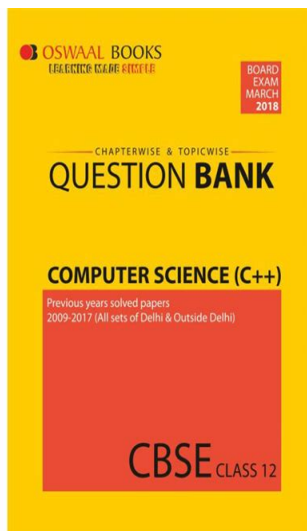 OSWAAL BOOKS
LEARNING MADE SIMPLE
BOARD
EXAM
MARCH
2018
CHAPTERWISE & TOPICWISE
QUESTION BANK
COMPUTER SCIENCE (C++)
Previous years solved papers
2009-2017 (All sets of Delhi & Outside Delhi)
CBSE CLASS 12